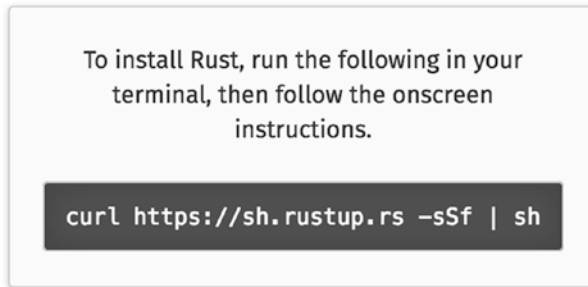 To install Rust, run the following in your
terminal, then follow the onscreen
instructions.
curl https://sh.rustup.rs -sSf | sh